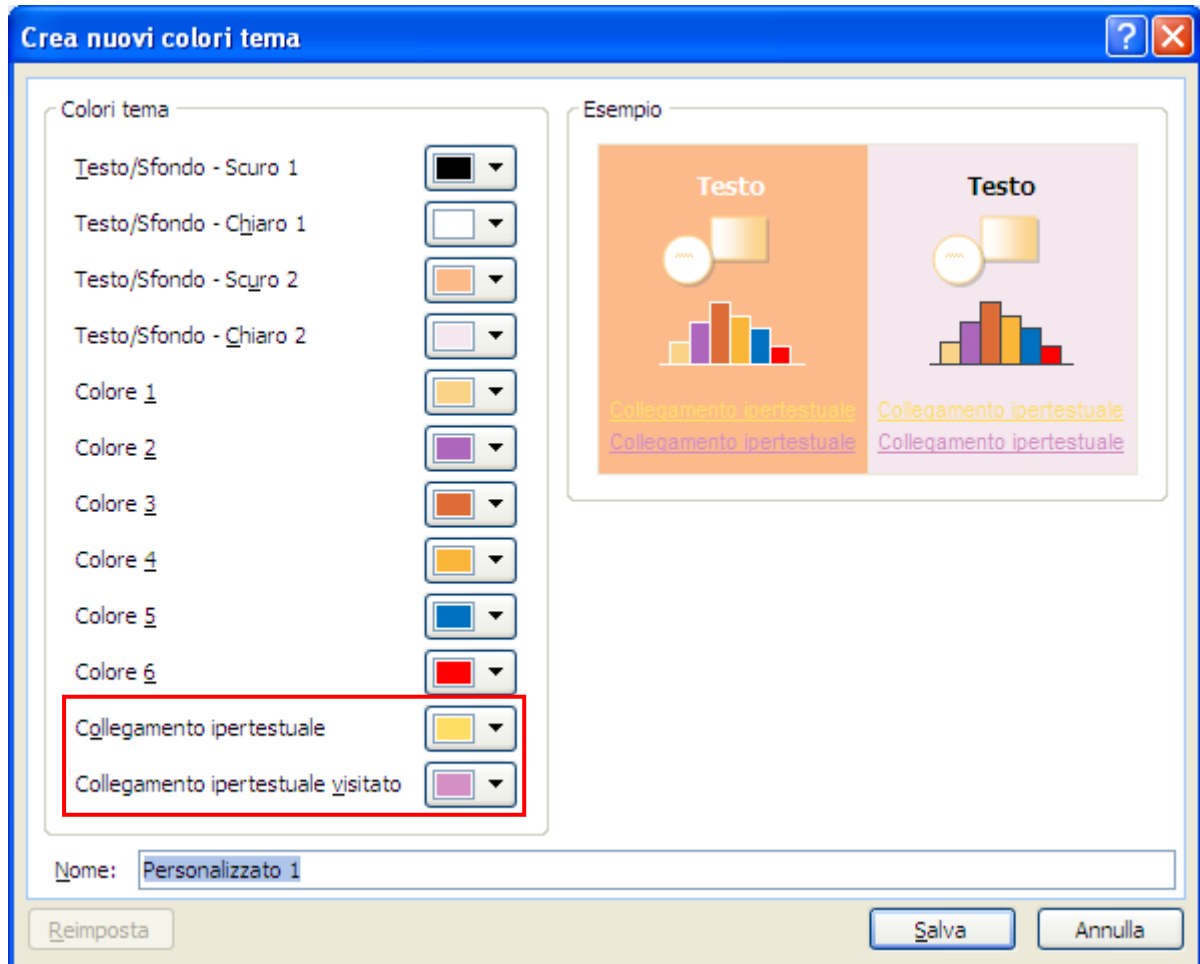 Crea nuovi colori tema
Colori tema
Testo/Sfondo - Scuro 1
Testo/Sfondo - Chiaro 1
Testo/Sfondo - Scuro 2
Testo/Sfondo - Chiaro 2
Colore 1
Colore 2
Colore 3
Colore 4
Colore 5
Colore 6
Collegamento ipertestuale
Collegamento ipertestuale visitato
Esempio
Testo Testo
Collegamento ipertestuale Collegamento ipertestuale
Collegamento ipertestuale Collegamento ipertestuale
Nome: Personalizzato 1
Reimposta Salva Annulla